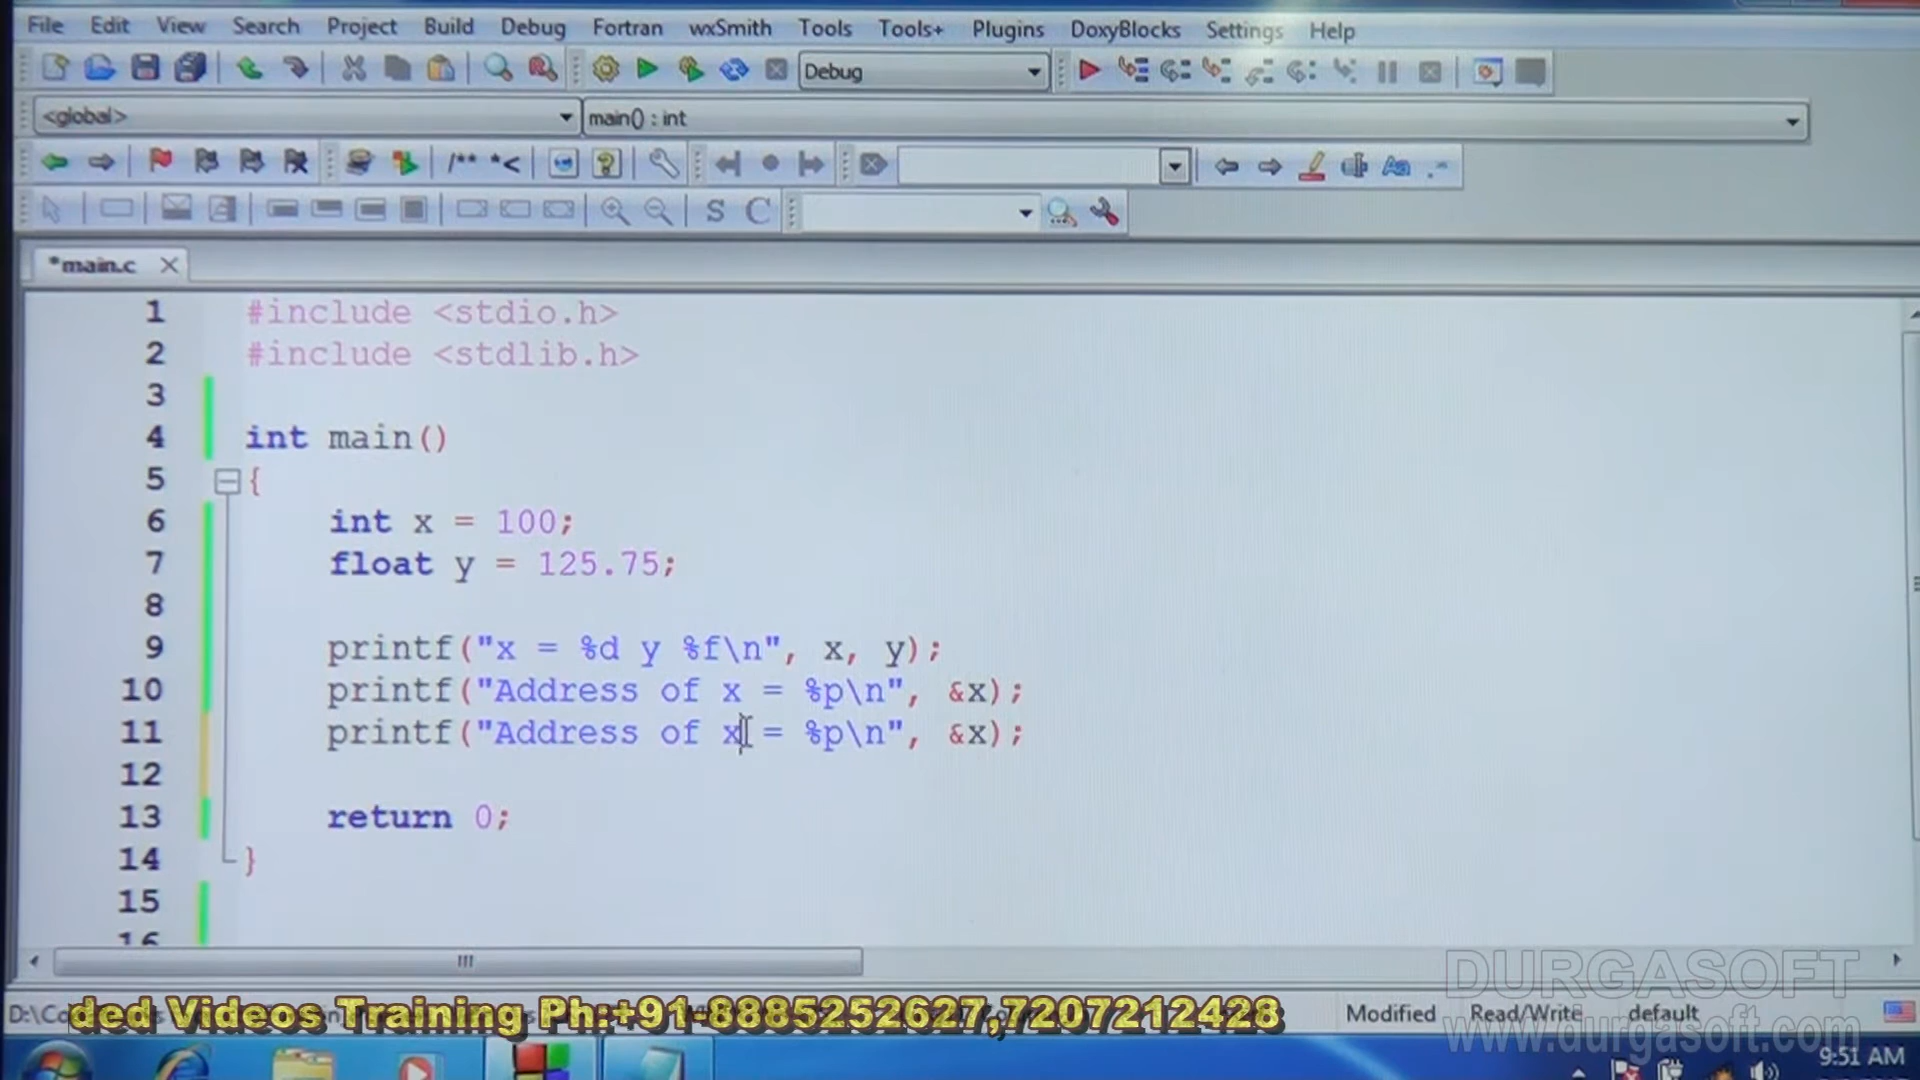 File Edit View Search Project Build Debug Fortran wxSmith Tools Tools+ Plugins DoxyBlocks Settings Help
Debug
<global> main() : int
/** *<
S C
*main.c
1 #include <stdio.h>
2 #include <stdlib.h>
3
4 int main()
5 {
6 int x = 100;
7 float y = 125.75;
8
9 printf("x = %d y %f\n", x, y);
10 printf("Address of x = %p\n", &x);
11 printf("Address of x = %p\n", &x);
12
13 return 0;
14 }
15
16
DURGASOFT
ded Videos Training Ph:+91-8885252627,7207212428
Modified Read/Write default
www.durgasoft.com
9:51 AM